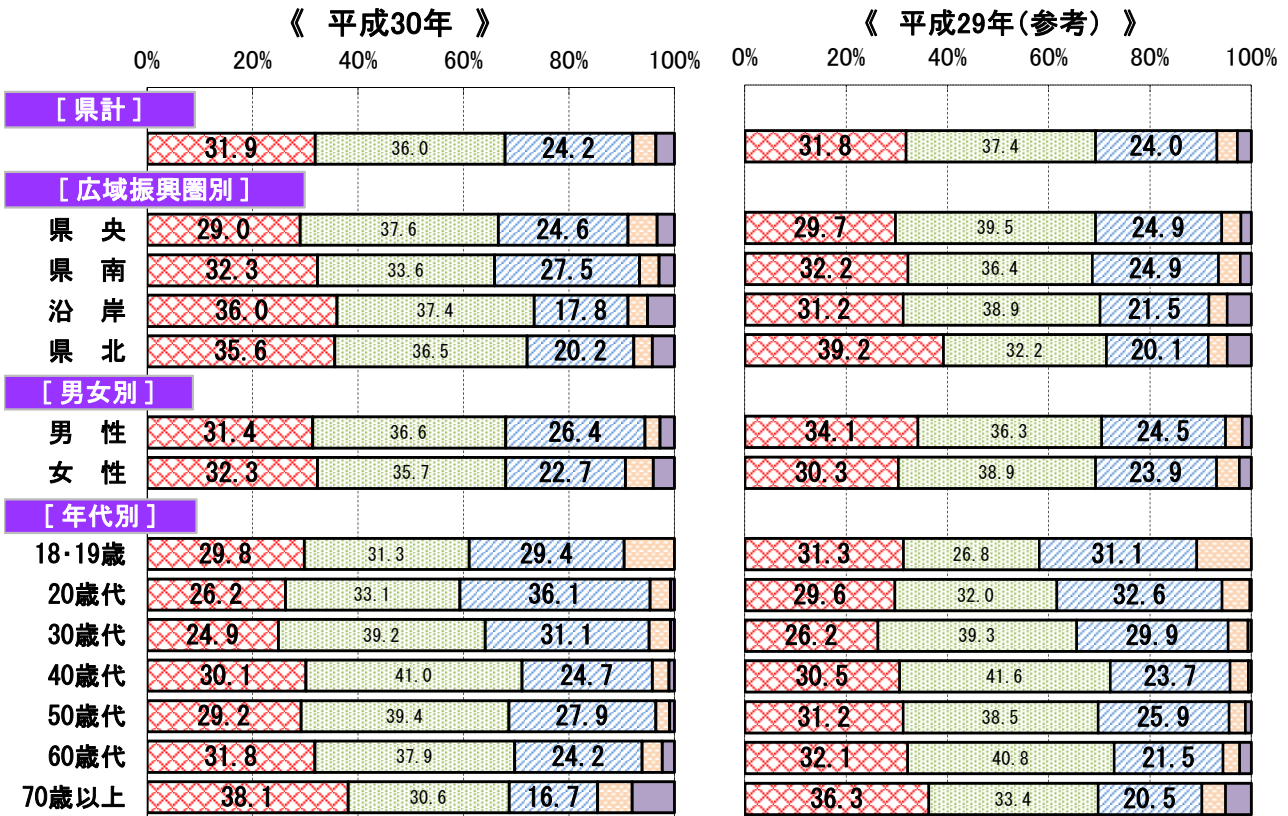 《 平成30年 》 《 平成29年(参考) 》
0% 20% 40% 60% 80% 100% 0% 20% 40% 60% 80% 100%
[ 県計 ]
31.9 36.0 24.2 31.8 37.4 24.0
[ 広域振興圏別 ]
県 央 29.0 37.6 24.6 29.7 39.5 24.9
県 南 32.3 33.6 27.5 32.2 36.4 24.9
沿 岸 36.0 37.4 17.8 31.2 38.9 21.5
県 北 35.6 36.5 20.2 39.2 32.2 20.1
[ 男女別 ]
男 性 31.4 36.6 26.4 34.1 36.3 24.5
女 性 32.3 35.7 22.7 30.3 38.9 23.9
[ 年代別 ]
18・19歳 29.8 31.3 29.4 31.3 26.8 31.1
20歳代 26.2 33.1 36.1 29.6 32.0 32.6
30歳代 24.9 39.2 31.1 26.2 39.3 29.9
40歳代 30.1 41.0 24.7 30.5 41.6 23.7
50歳代 29.2 39.4 27.9 31.2 38.5 25.9
60歳代 31.8 37.9 24.2 32.1 40.8 21.5
70歳以上 38.1 30.6 16.7 36.3 33.4 20.5